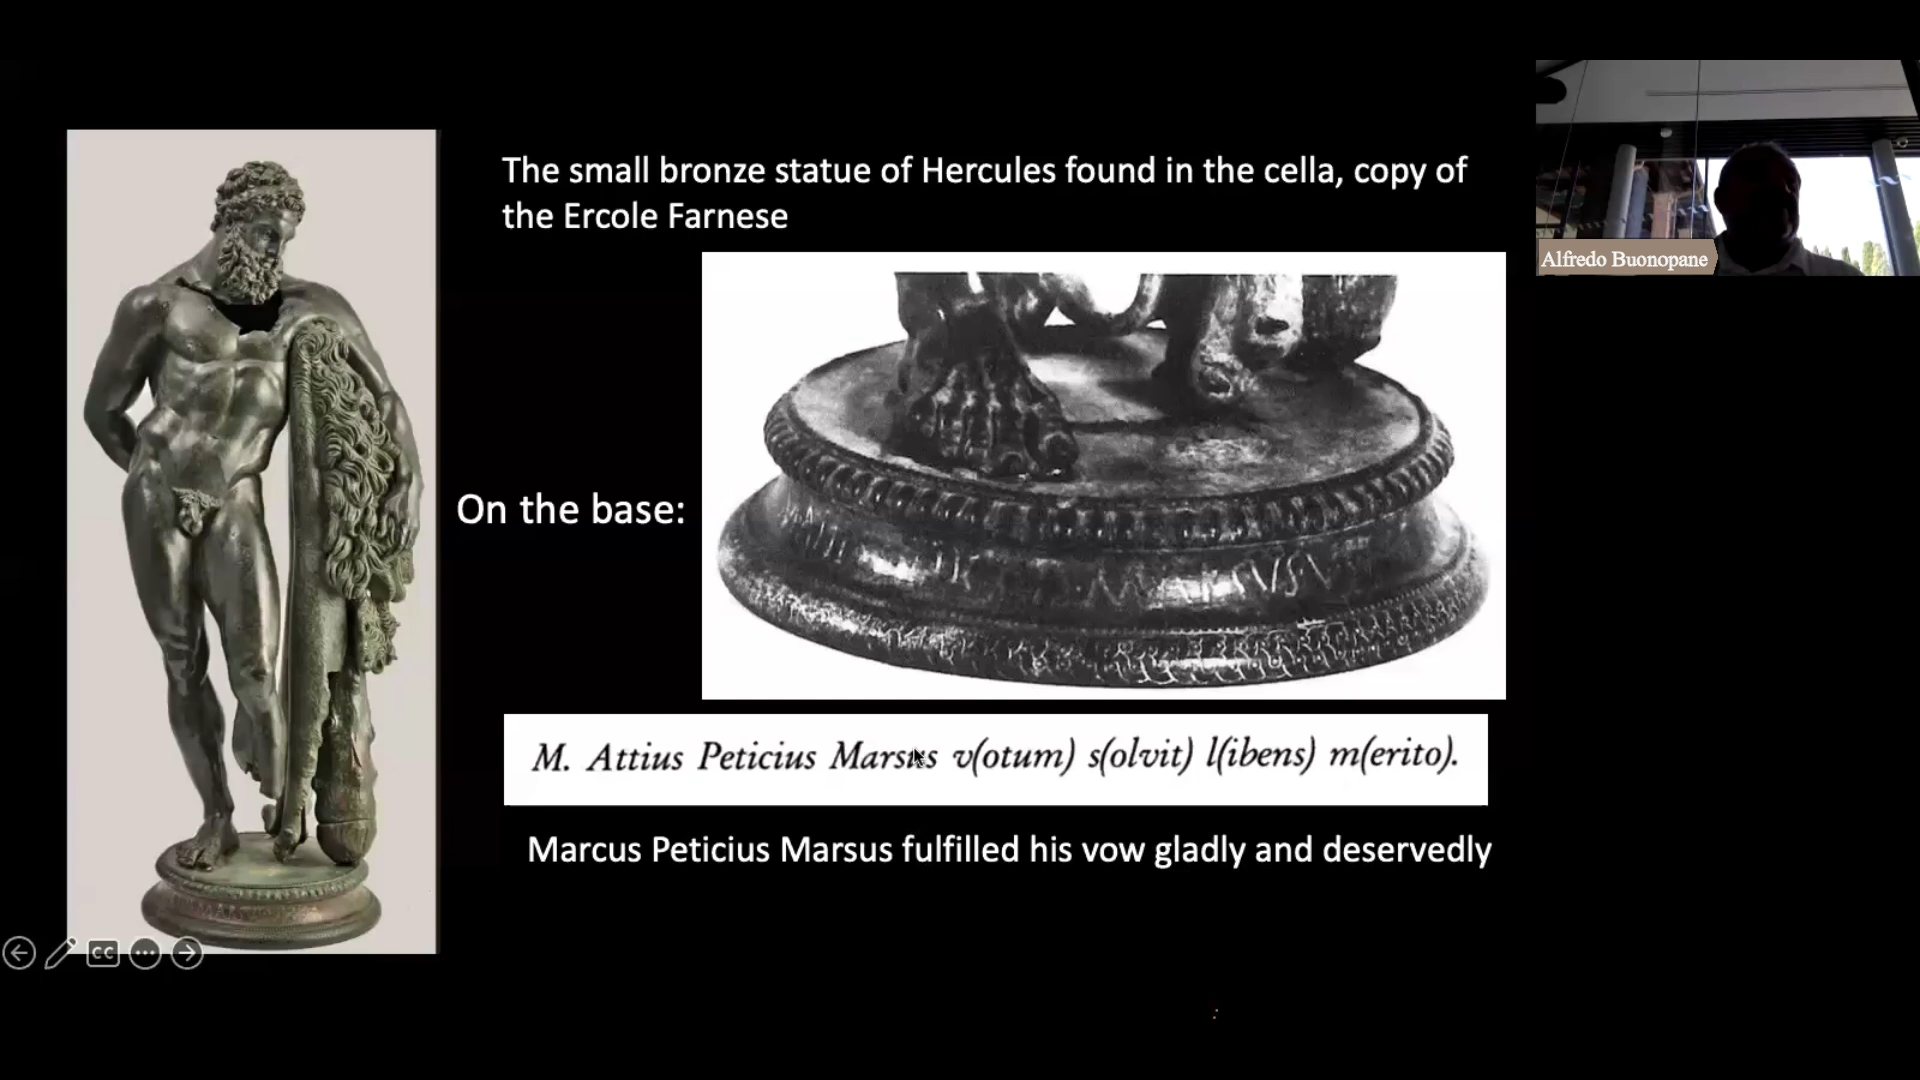 The small bronze statue of Hercules found in the cella, copy of
the Ercole Farnese
Alfredo Buonopane
On the base:
M. Attius Peticius Marsus v(otum) s(olvit) l(ibens) m(erito).
Marcus Peticius Marsus fulfilled his vow gladly and deservedly
CC